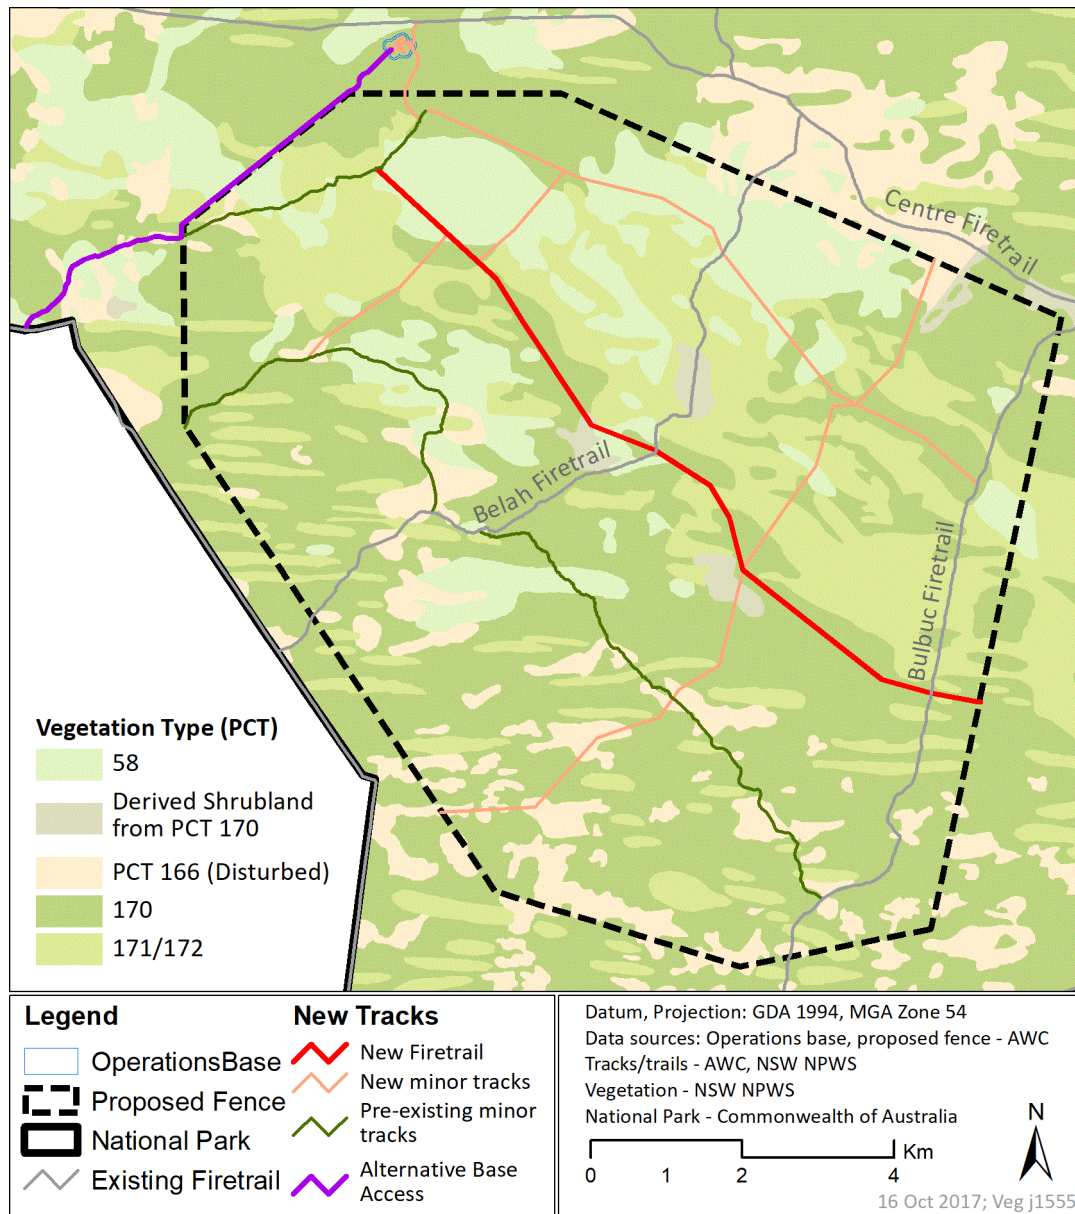 Centre Firetrail
Belah Firetrail
Bulbuc Firetrail
Vegetation Type (PCT)
58
Derived Shrubland
from PCT 170
PCT 166 (Disturbed)
170
171/172
Legend
OperationsBase
Proposed Fence
National Park
Existing Firetrail
New Tracks
New Firetrail
New minor tracks
Pre-existing minor
tracks
Alternative Base
Access
Datum, Projection: GDA 1994, MGA Zone 54
Data sources: Operations base, proposed fence - AWC
Tracks/trails - AWC, NSW NPWS
Vegetation - NSW NPWS
National Park - Commonwealth of Australia
N
Km
0 1 2 4
16 Oct 2017; Veg j1555